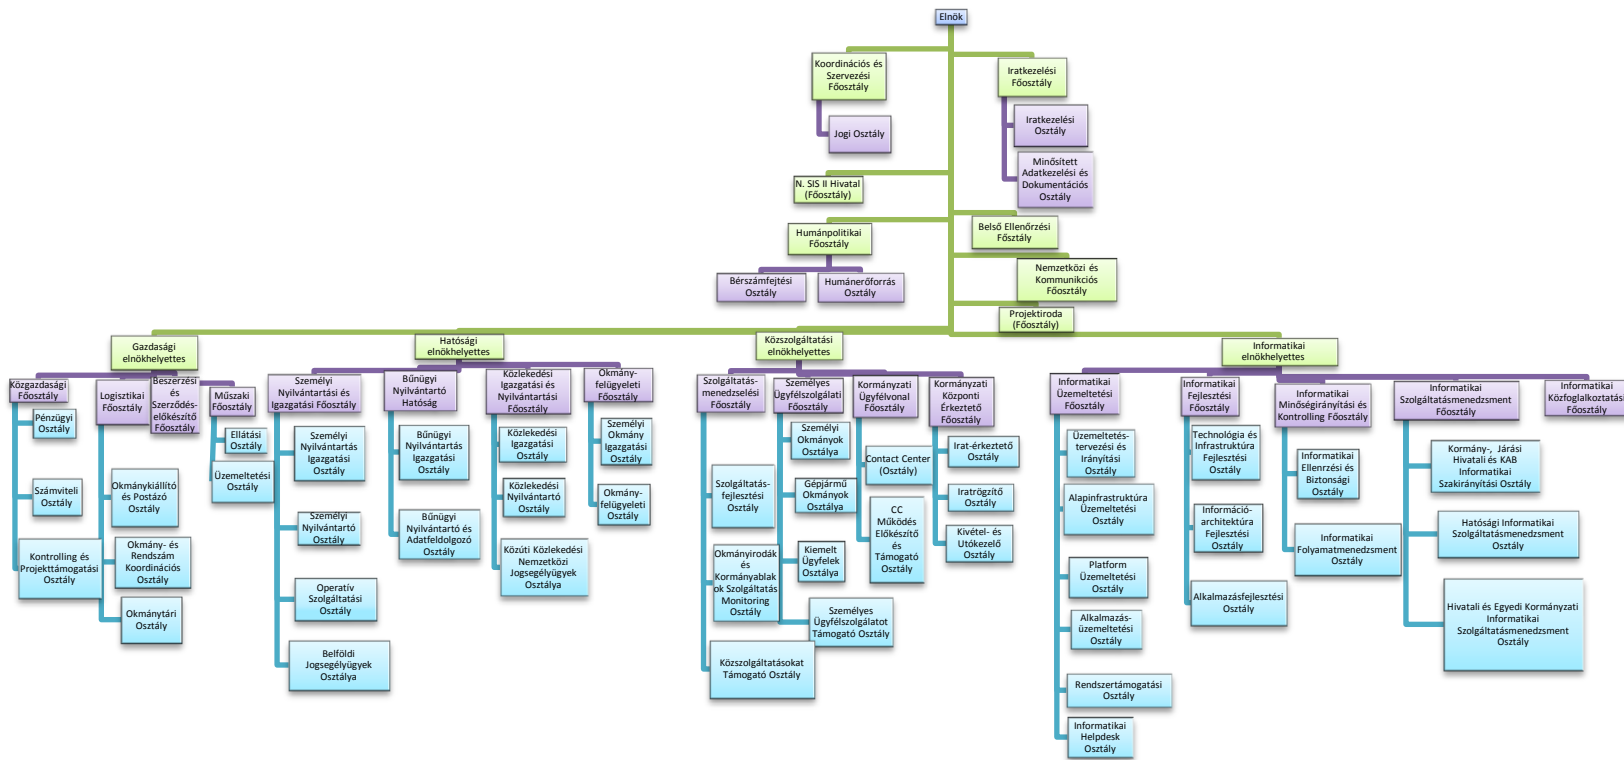 Elnök
Koordinációs és
Szervezési
Főosztály
Jogi Osztály
Iratkezelési
Főosztály
Iratkezelési
Osztály
Minősített
Adatkezelési és
Dokumentációs
Osztály
N. SIS II Hivatal
(Főosztály)
Humánpolitikai
Főosztály
Bérszámfejtési
Osztály
Humánerőforrás
Osztály
Belső Ellenőrzési
Főosztály
Nemzetközi és
Kommunikciós
Főosztály
Projektiroda
(Főosztály)
Gazdasági
elnökhelyettes
Közgazdasági
Főosztály
Pénzügyi
Osztály
Számviteli
Osztály
Kontrolling és
Projekttámogatási
Osztály
Logisztikai
Főosztály
Okmánykiállító
és Postázó
Osztály
Okmány- és
Rendszám
Koordinációs
Osztály
Okmánytári
Osztály
Beszerzési
és
Szerződés-
előkészítő
Főosztály
Műszaki
Főosztály
Ellátási
Osztály
Üzemeltetési
Osztály
Hatósági
elnökhelyettes
Személyi
Nyilvántartási és
Igazgatási Főosztály
Személyi
Nyilvántartás
Igazgatási
Osztály
Személyi
Nyilvántartó
Osztály
Operatív
Szolgáltatási
Osztály
Belföldi
Jogsegélyügyek
Osztálya
Bűnügyi
Nyilvántartó
Hatóság
Bűnügyi
Nyilvántartás
Igazgatási
Osztály
Bűnügyi
Nyilvántartó és
Adatfeldolgozó
Osztály
Közlekedési
Igazgatási és
Nyilvántartási
Főosztály
Közlekedési
Igazgatási
Osztály
Közlekedési
Nyilvántartó
Osztály
Közúti Közlekedési
Nemzetközi
Jogsegélyügyek
Osztálya
Okmány-
felügyeleti
Főosztály
Személyi
Okmány
Igazgatási
Osztály
Okmány-
felügyeleti
Osztály
Közszolgáltatási
elnökhelyettes
Szolgáltatás-
menedzselési
Főosztály
Szolgáltatás-
fejlesztési
Osztály
Okmányirodák
és
Kormányablak
ok Szolgáltatás
Monitoring
Osztály
Közszolgáltatásokat
Támogató Osztály
Személyes
Ügyfélszolgálati
Főosztály
Személyi
Okmányok
Osztálya
Gépjármű
Okmányok
Osztálya
Kiemelt
Ügyfelek
Osztálya
Személyes
Ügyfélszolgálatot
Támogató Osztály
Kormányzati
Ügyfélvonal
Főosztály
Contact Center
(Osztály)
CC
Működés
Előkészítő
és
Támogató
Osztály
Kormányzati
Központi
Érkeztető
Főosztály
Irat-érkeztető
Osztály
Iratrögzítő
Osztály
Kivétel- és
Utókezelő
Osztály
Informatikai
elnökhelyettes
Informatikai
Üzemeltetési
Főosztály
Üzemeltetés-
tervezési és
Irányítási
Osztály
Alapinfrastruktúra
Üzemeltetési
Osztály
Platform
Üzemeltetési
Osztály
Alkalmazás-
üzemeltetési
Osztály
Rendszertámogatási
Osztály
Informatikai
Helpdesk
Osztály
Informatikai
Fejlesztési
Főosztály
Technológia és
Infrastruktúra
Fejlesztési
Osztály
Információ-
architektúra
Fejlesztési
Osztály
Alkalmazásfejlesztési
Osztály
Informatikai
Minőségirányítási és
Kontrolling Főosztály
Informatikai
Ellenrzési és
Biztonsági
Osztály
Informatikai
Folyamatmenedzsment
Osztály
Informatikai
Szolgáltatásmenedzsment
Főosztály
Kormány-, Járási
Hivatali és KAB
Informatikai
Szakirányítási Osztály
Hatósági Informatikai
Szolgáltatásmenedzsment
Osztály
Hivatali és Egyedi Kormányzati
Informatikai
Szolgáltatásmenedzsment
Osztály
Informatikai
Közfoglalkoztatási
Főosztály